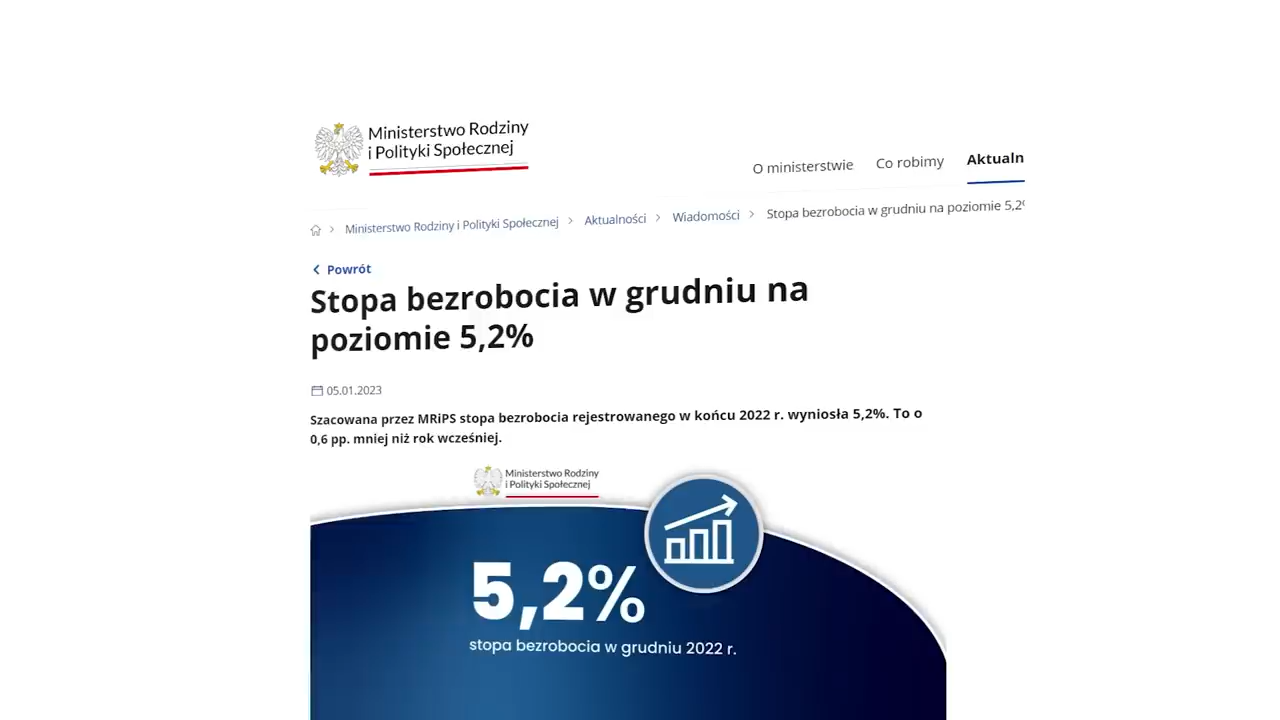 Ministerstwo Rodziny
i Polityki Społecznej
O ministerstwie Co robimy Aktualn
Ministerstwo Rodziny i Polityki Społecznej > Aktualności > Wiadomości > Stopa bezrobocia w grudniu na poziomie 5,2
Powrót
Stopa bezrobocia w grudniu na
poziomie 5,2%
05.01.2023
Szacowana przez MRiPS stopa bezrobocia rejestrowanego w końcu 2022 r. wyniosła 5,2%. To o
0,6 pp. mniej niż rok wcześniej.
Ministerstwo Rodziny
i Polityki Społecznej
5,2%
stopa bezrobocia w grudniu 2022 r.